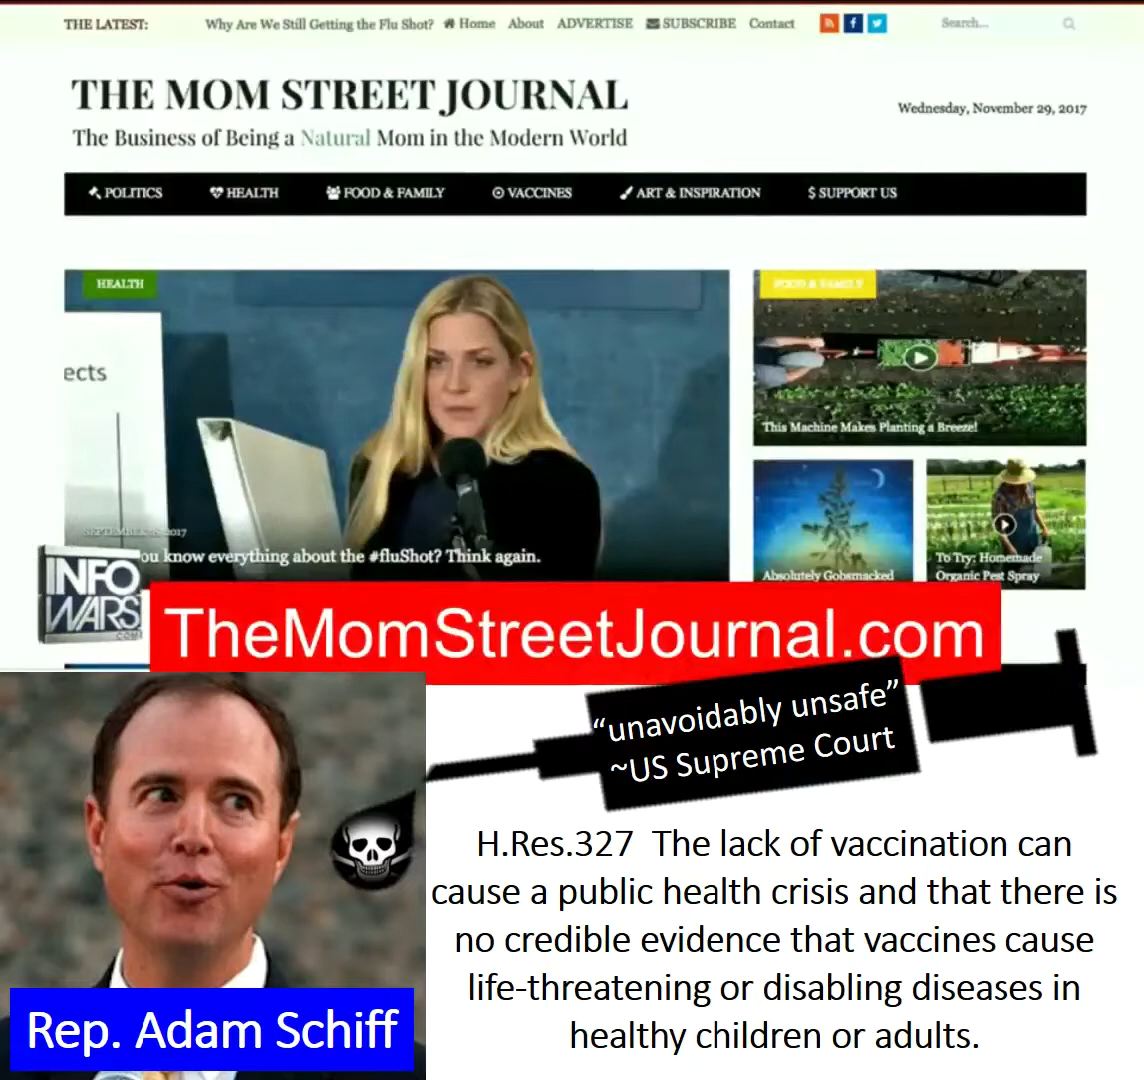 THE LATEST:
Why Are We Still Getting the Flu Shot?
Home
About
ADVERTISE
SUBSCRIBE
Contact
Search...
THE MOM STREET JOURNAL
The Business of Being a Natural Mom in the Modern World
Wednesday, November 29, 2017
POLITICS
HEALTH
FOOD & FAMILY
VACCINES
ART & INSPIRATION
$ SUPPORT US
HEALTH
ects
2017
ou know everything about the #fluShot? Think again.
FOOD & FAMILY
This Machine Makes Planting a Breeze!
Absolutely Gobsmacked
To Try: Homemade
Organic Pest Spray
INFO
WARS
.COM
TheMomStreetJournal.com
“unavoidably unsafe”
~US Supreme Court
H.Res.327 The lack of vaccination can
cause a public health crisis and that there is
no credible evidence that vaccines cause
life-threatening or disabling diseases in
healthy children or adults.
Rep. Adam Schiff